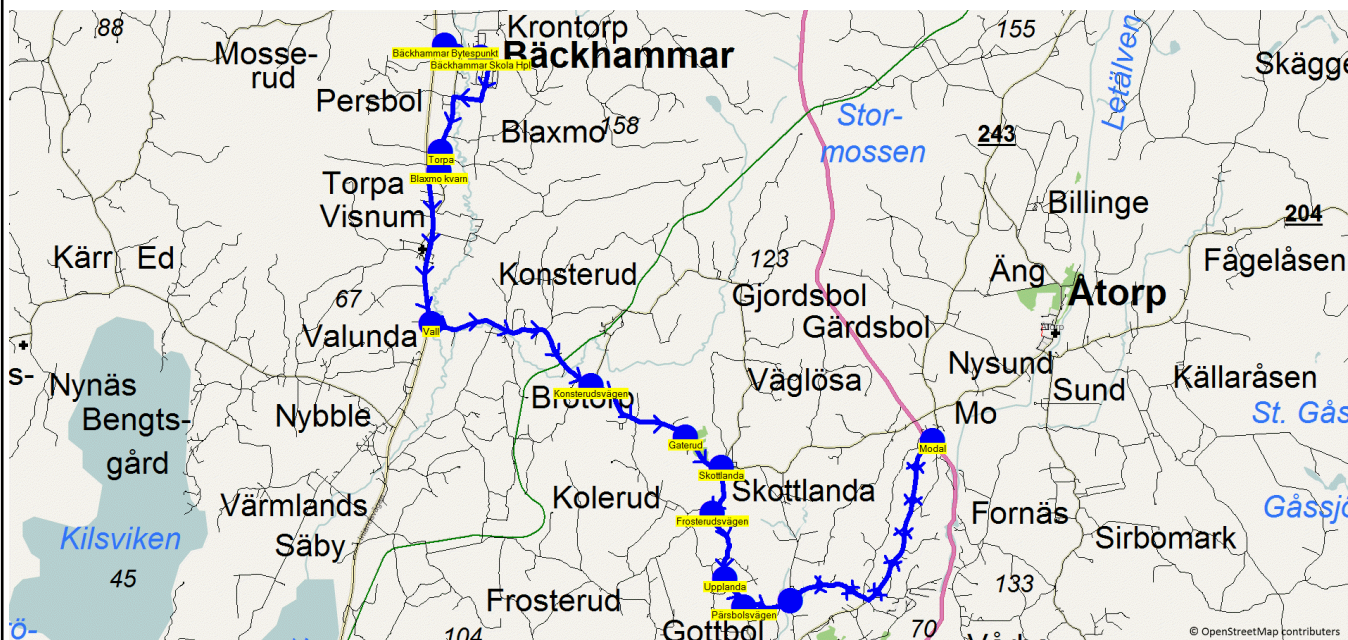 88
Krontorp
155
Mosse-
rud
Bäckhammar Bytespunkt
Bäckhammar Skola Hpl
Bäckhammar
Skägge
Letälven
Persbol
Blaxmo
158
Stor-
mossen
243
Torpa
Blaxmo kvarn
Torpa
Visnum
Billinge
204
Kärr
Ed
Konsterud
123
Äng
Fågelåsen
67
Gjordsbol
Åtorp
Valunda
Vall
Gärdsbol
s-
Nynäs
Bengts-
gård
Nybble
Konsterudsvägen
Brotorp
Väglösa
Nysund
Sund
Källaråsen
St. Gås
Mo
Modal
Gaterud
Skottlanda
Skottlanda
Värmlands
Säby
Kolerud
Frosterudsvägen
Fornäs
Gåssjö
Sirbomark
Kilsviken
45
Upplanda
133
Frosterud
Pärsbolsvägen
ö-
104
Gottbol
70
© OpenStreetMap contributers